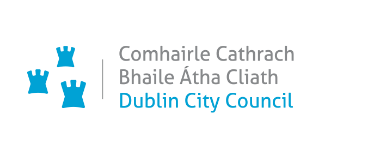 Comhairle Cathrach
Bhaile Átha Cliath
Dublin City Council